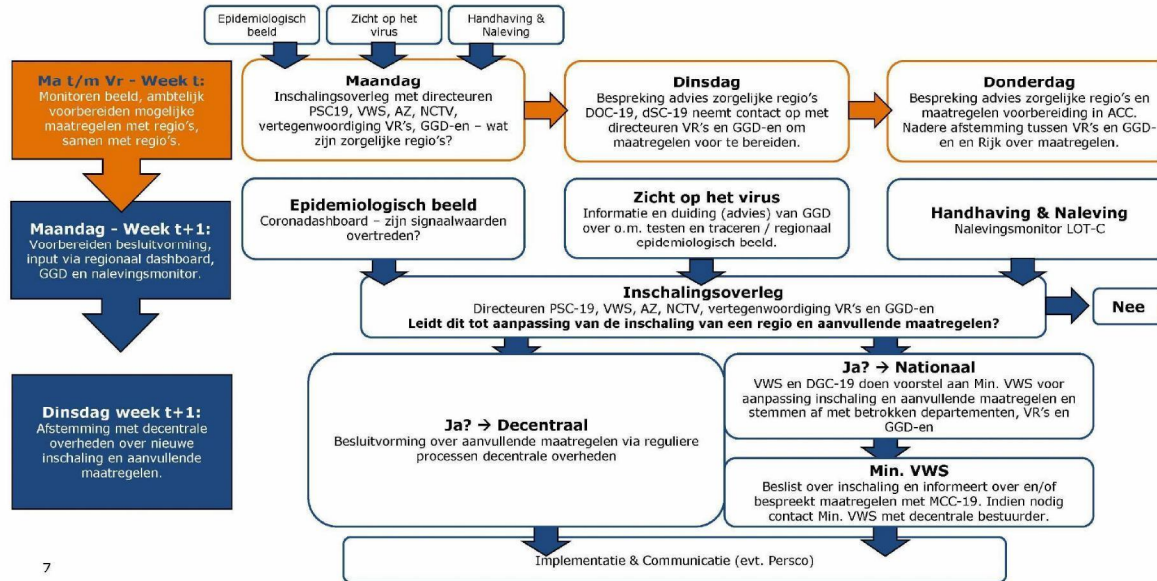 Epidemiologisch
beeld
Zicht op het
virus
Handhaving &
Naleving
Ma t/m Vr - Week t:
Monitoren beeld, ambtelijk
voorbereiden mogelijke
maatregelen met regio's,
samen met regio's.
Maandag
Inschalingsoverleg met directeuren
PSC19, VWS, AZ, NCTV,
vertegenwoordiging VR's, GGD-en – wat
zijn zorgelijke regio's?
Dinsdag
Bespreking advies zorgelijke regio's
DOC-19, dSC-19 neemt contact op met
directeuren VR's en GGD-en om
maatregelen voor te bereiden.
Donderdag
Bespreking advies zorgelijke regio's en
maatregelen voorbereiding in ACC.
Nadere afstemming tussen VR's en GGD-
en en Rijk over maatregelen.
Maandag - Week t+1:
Voorbereiden besluitvorming,
input via regionaal dashboard,
GGD en nalevingsmonitor.
Epidemiologisch beeld
Coronadashboard – zijn signaalwaarden
overtreden?
Zicht op het virus
Informatie en duiding (advies) van GGD
over o.m. testen en traceren / regionaal
epidemiologisch beeld.
Handhaving & Naleving
Nalevingsmonitor LOT-C
Inschalingsoverleg
Directeuren PSC-19, VWS, AZ, NCTV, vertegenwoordiging VR's en GGD-en
Leidt dit tot aanpassing van de inschaling van een regio en aanvullende maatregelen?
Nee
Dinsdag week t+1:
Afstemming met decentrale
overheden over nieuwe
inschaling en aanvullende
maatregelen.
Ja? → Decentraal
Besluitvorming over aanvullende maatregelen via reguliere
processen decentrale overheden
Ja? → Nationaal
VWS en DGC-19 doen voorstel aan Min. VWS voor
aanpassing inschaling en aanvullende maatregelen en
stemmen af met betrokken departementen, VR's en
GGD-en
Min. VWS
Beslist over inschaling en informeert over en/of
bespreekt maatregelen met MCC-19. Indien nodig
contact Min. VWS met decentrale bestuurder.
Implementatie & Communicatie (evt. Persco)
7